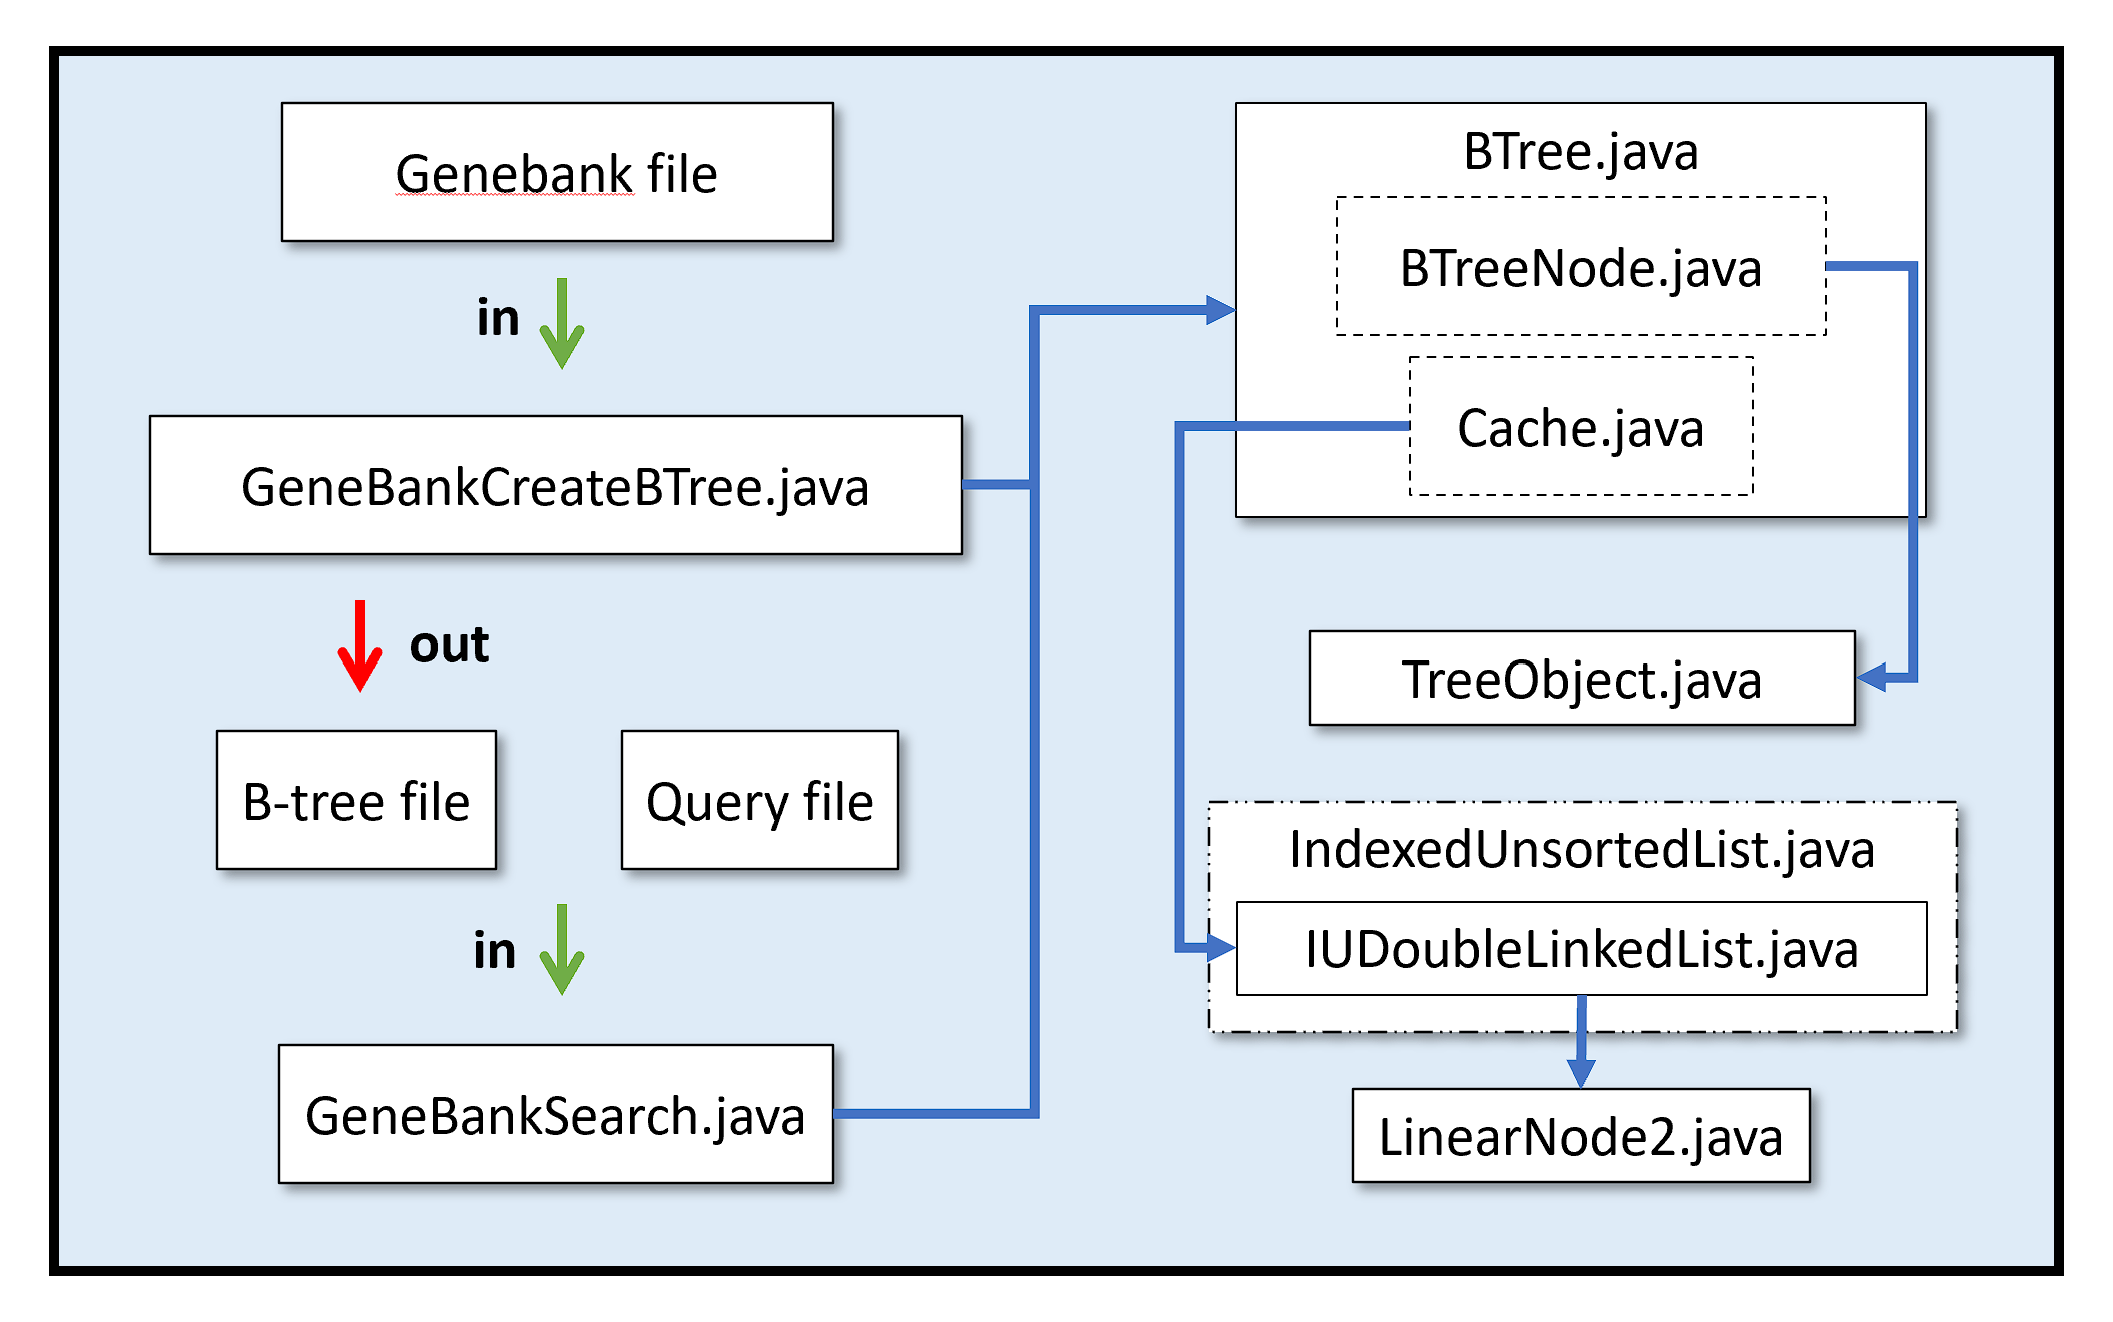 Genebank file
in
GeneBankCreateBTree.java
out
B-tree file
Query file
in
GeneBankSearch.java
BTree.java
BTreeNode.java
Cache.java
TreeObject.java
IndexedUnsortedList.java
IUDoubleLinkedList.java
LinearNode2.java